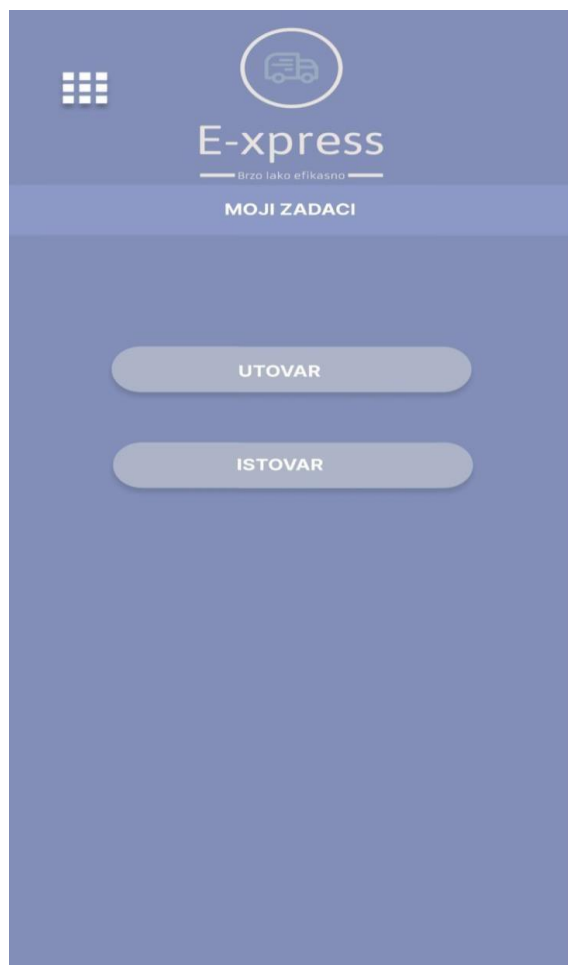 E-xpress
Brzo lako efikasno
MOJI ZADACI
UTOVAR
ISTOVAR